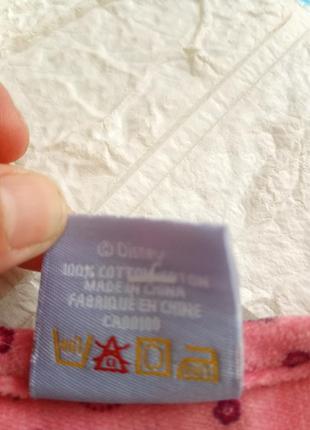 © Disney
100% COTTON/COTON
MADE IN CHINA
FABRIQUÉ EN CHINE